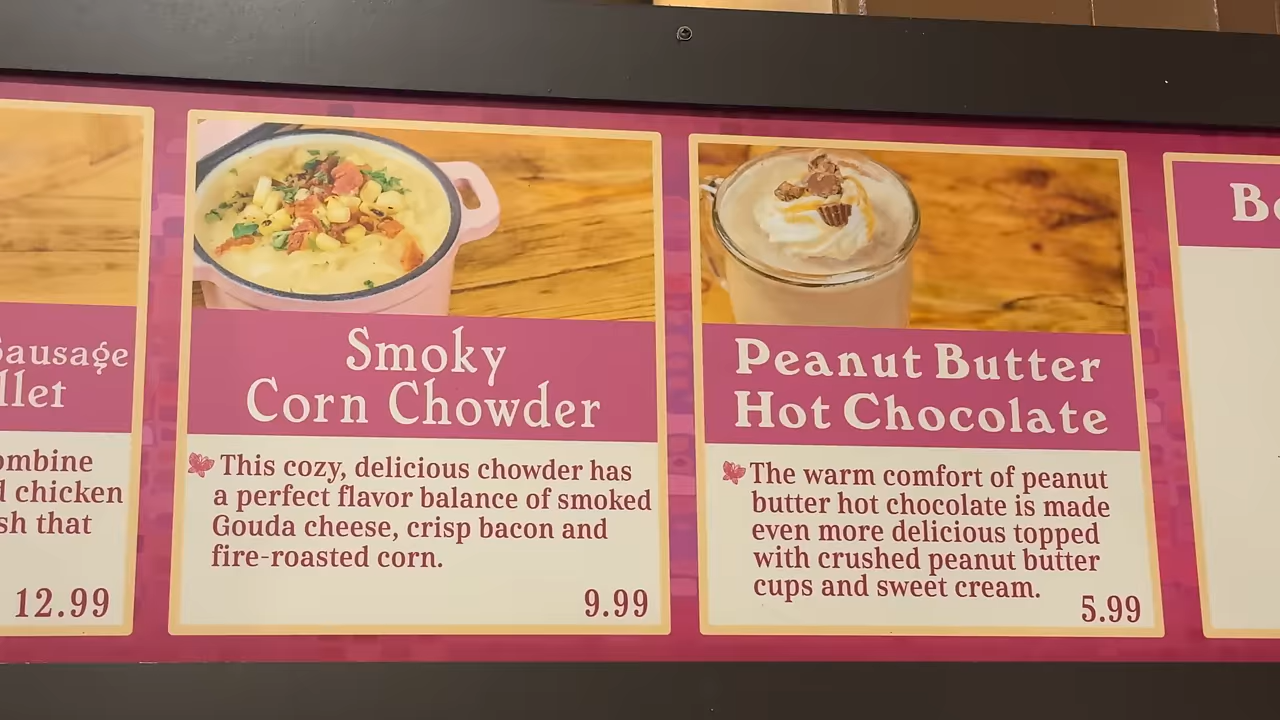 Sausage
llet
ombine
d chicken
sh that
12.99
Smoky
Corn Chowder
This cozy, delicious chowder has
a perfect flavor balance of smoked
Gouda cheese, crisp bacon and
fire-roasted corn.
9.99
Peanut Butter
Hot Chocolate
The warm comfort of peanut
butter hot chocolate is made
even more delicious topped
with crushed peanut butter
cups and sweet cream.
5.99